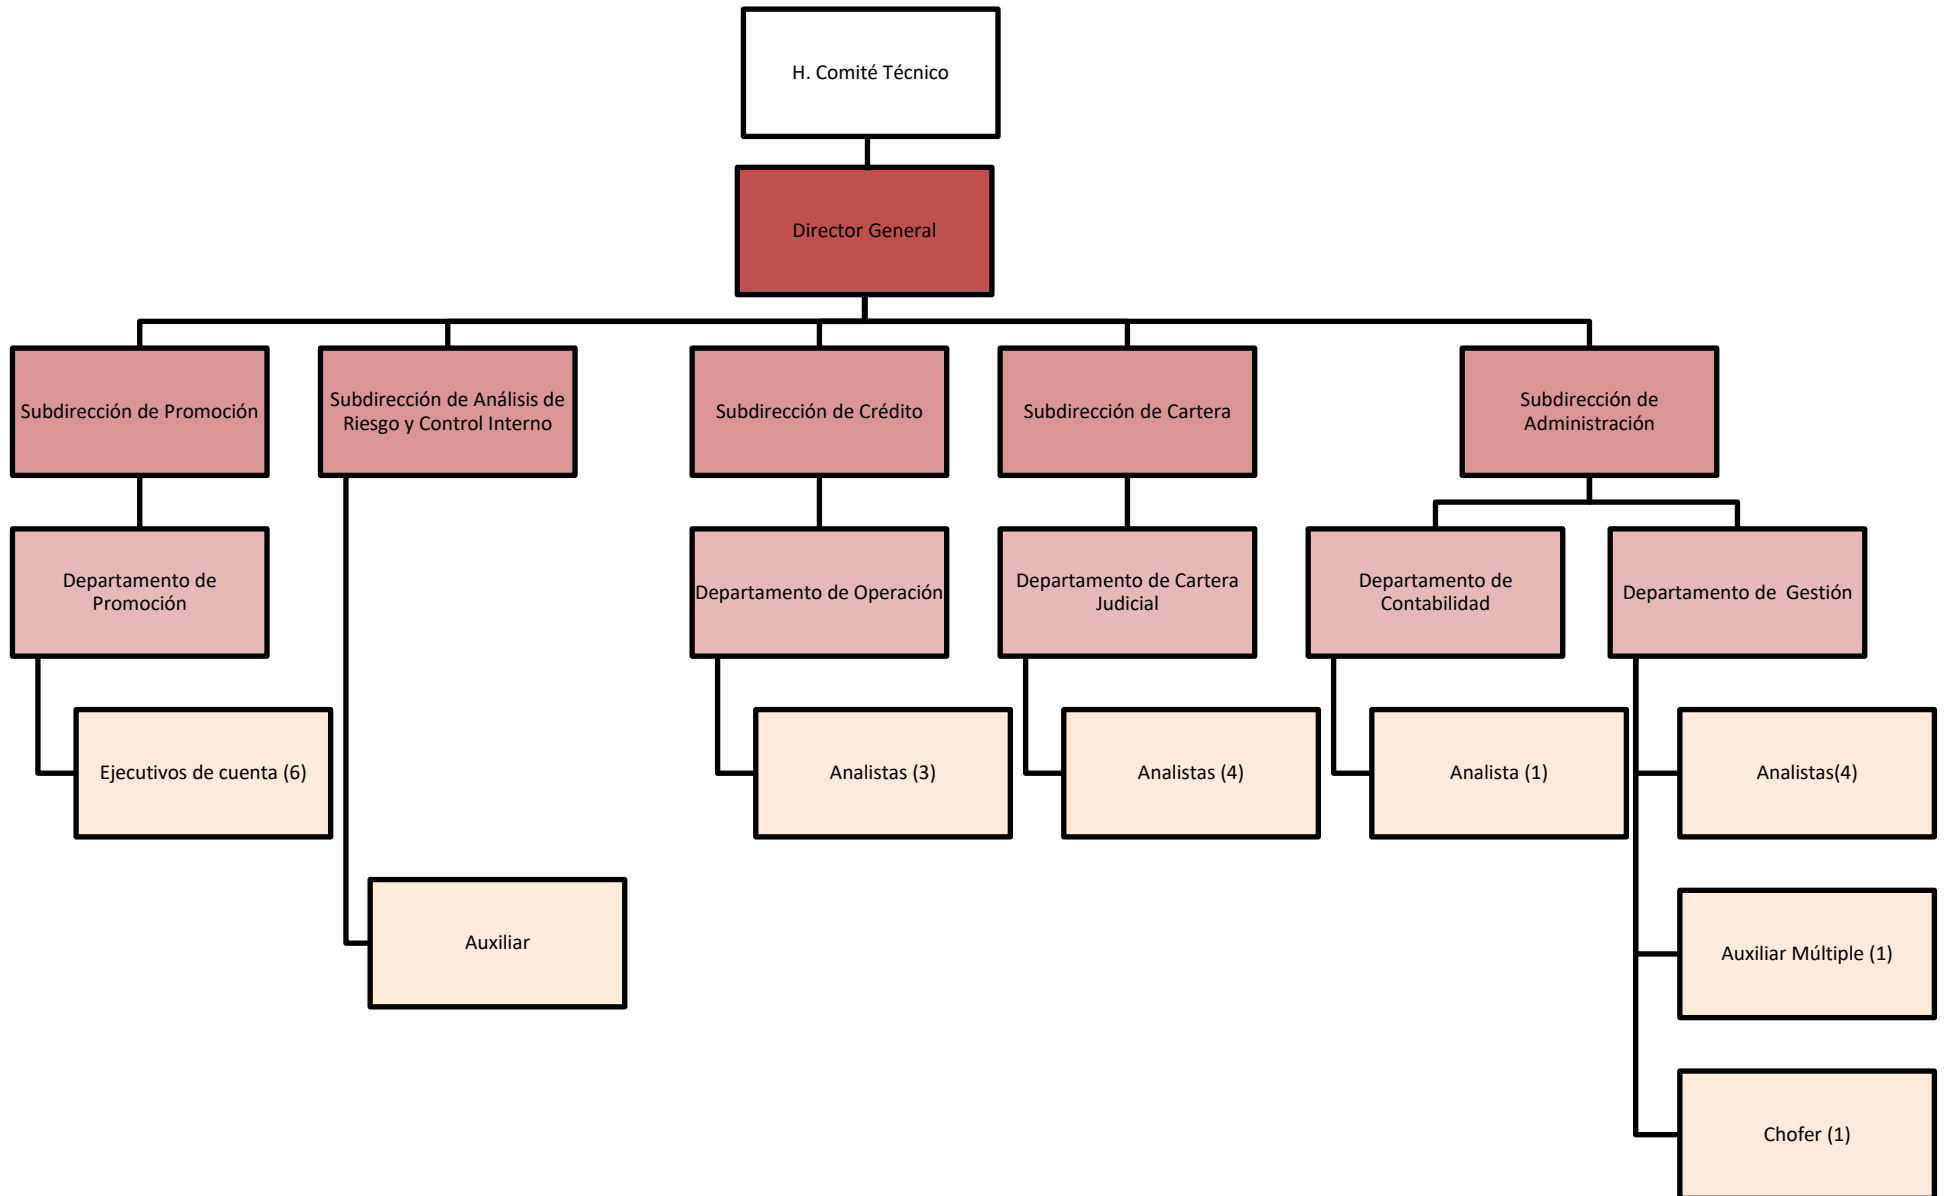 H. Comité Técnico
Director General
Subdirección de Promoción
Subdirección de Análisis de
Riesgo y Control Interno
Subdirección de Crédito
Subdirección de Cartera
Subdirección de
Administración
Departamento de
Promoción
Departamento de Operación
Departamento de Cartera
Judicial
Departamento de
Contabilidad
Departamento de  Gestión
Ejecutivos de cuenta (6)
Analistas (3)
Analistas (4)
Analista (1)
Analistas(4)
Auxiliar
Auxiliar Múltiple (1)
Chofer (1)